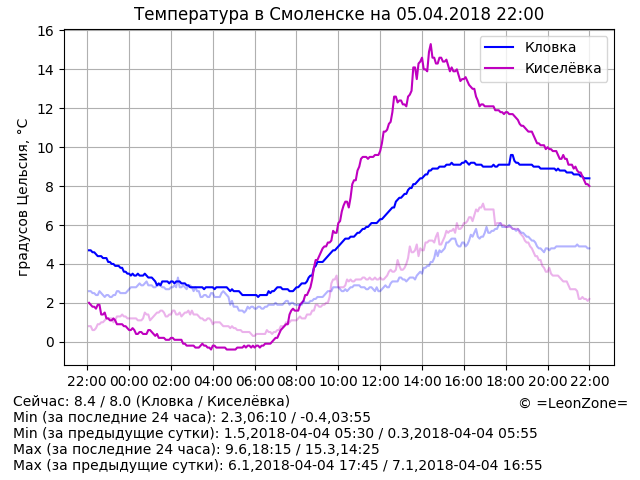 Температура в Смоленске на 05.04.2018 22:00
градусов Цельсия, °C
16
14
12
10
8
6
4
2
0
Кловка
Киселёвка
22:00 00:00 02:00 04:00 06:00 08:00 10:00 12:00 14:00 16:00 18:00 20:00 22:00
Сейчас: 8.4 / 8.0 (Кловка / Киселёвка)
© =LeonZone=
Min (за последние 24 часа): 2.3,06:10 / -0.4,03:55
Min (за предыдущие сутки): 1.5,2018-04-04 05:30 / 0.3,2018-04-04 05:55
Max (за последние 24 часа): 9.6,18:15 / 15.3,14:25
Max (за предыдущие сутки): 6.1,2018-04-04 17:45 / 7.1,2018-04-04 16:55